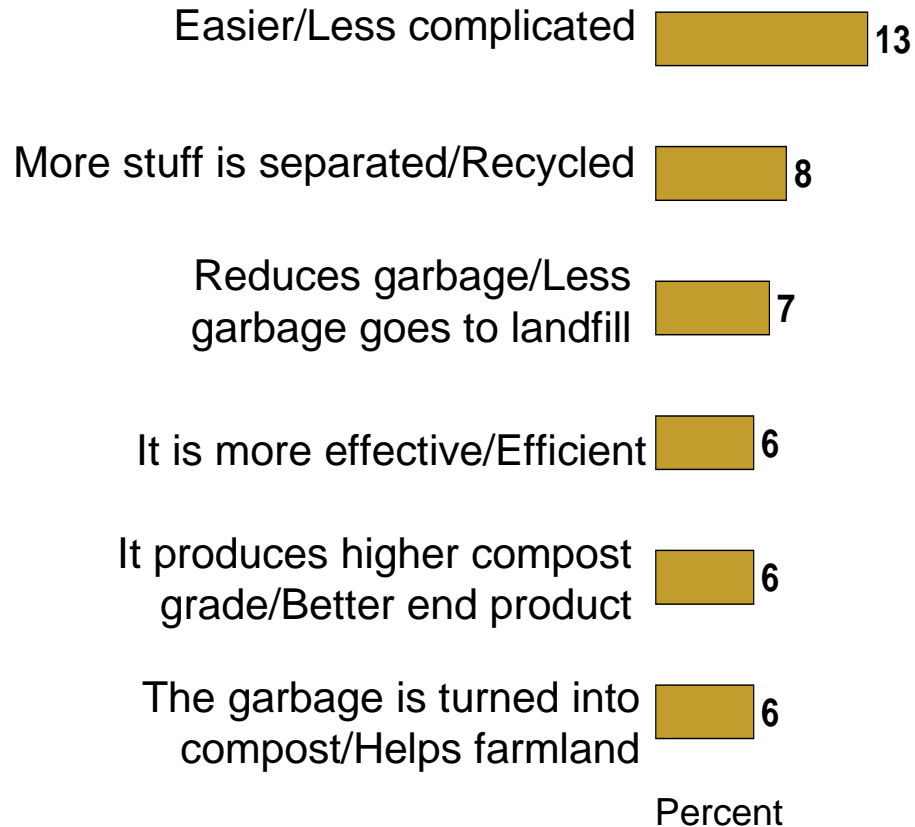 Easier/Less complicated 13
More stuff is separated/Recycled 8
Reduces garbage/Less
garbage goes to landfill 7
It is more effective/Efficient 6
It produces higher compost
grade/Better end product 6
The garbage is turned into
compost/Helps farmland 6
Percent